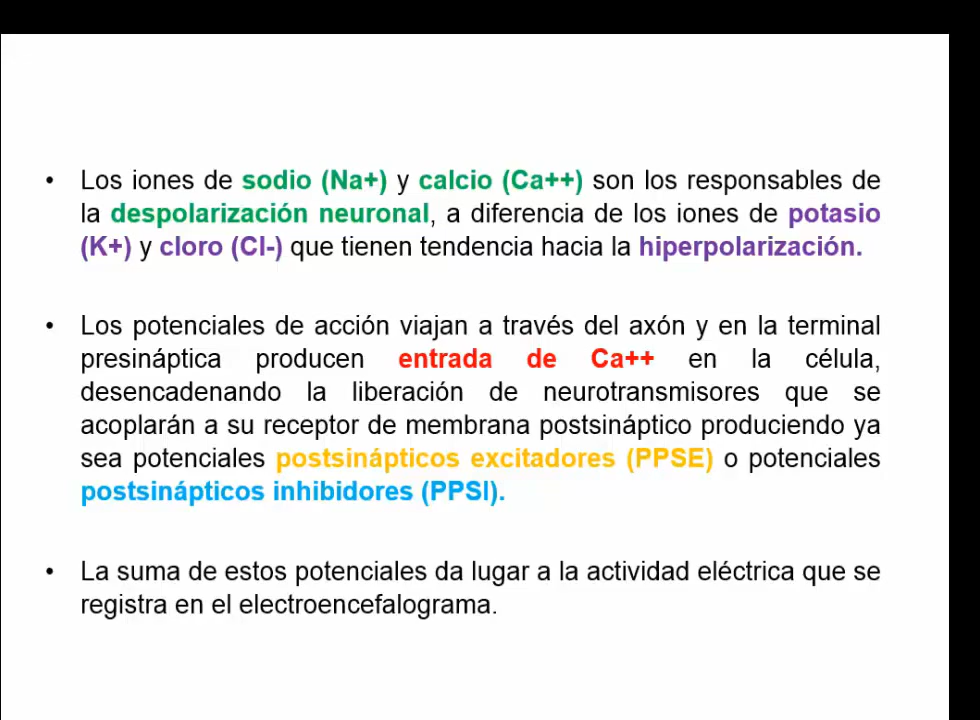 • Los iones de sodio (Na+) y calcio (Ca++) son los responsables de
la despolarización neuronal, a diferencia de los iones de potasio
(K+) y cloro (Cl-) que tienen tendencia hacia la hiperpolarización.
• Los potenciales de acción viajan a través del axón y en la terminal
presináptica producen entrada de Ca++ en la célula,
desencadenando la liberación de neurotransmisores que se
acoplarán a su receptor de membrana postsináptico produciendo ya
sea potenciales postsinápticos excitadores (PPSE) o potenciales
postsinápticos inhibidores (PPSI).
• La suma de estos potenciales da lugar a la actividad eléctrica que se
registra en el electroencefalograma.